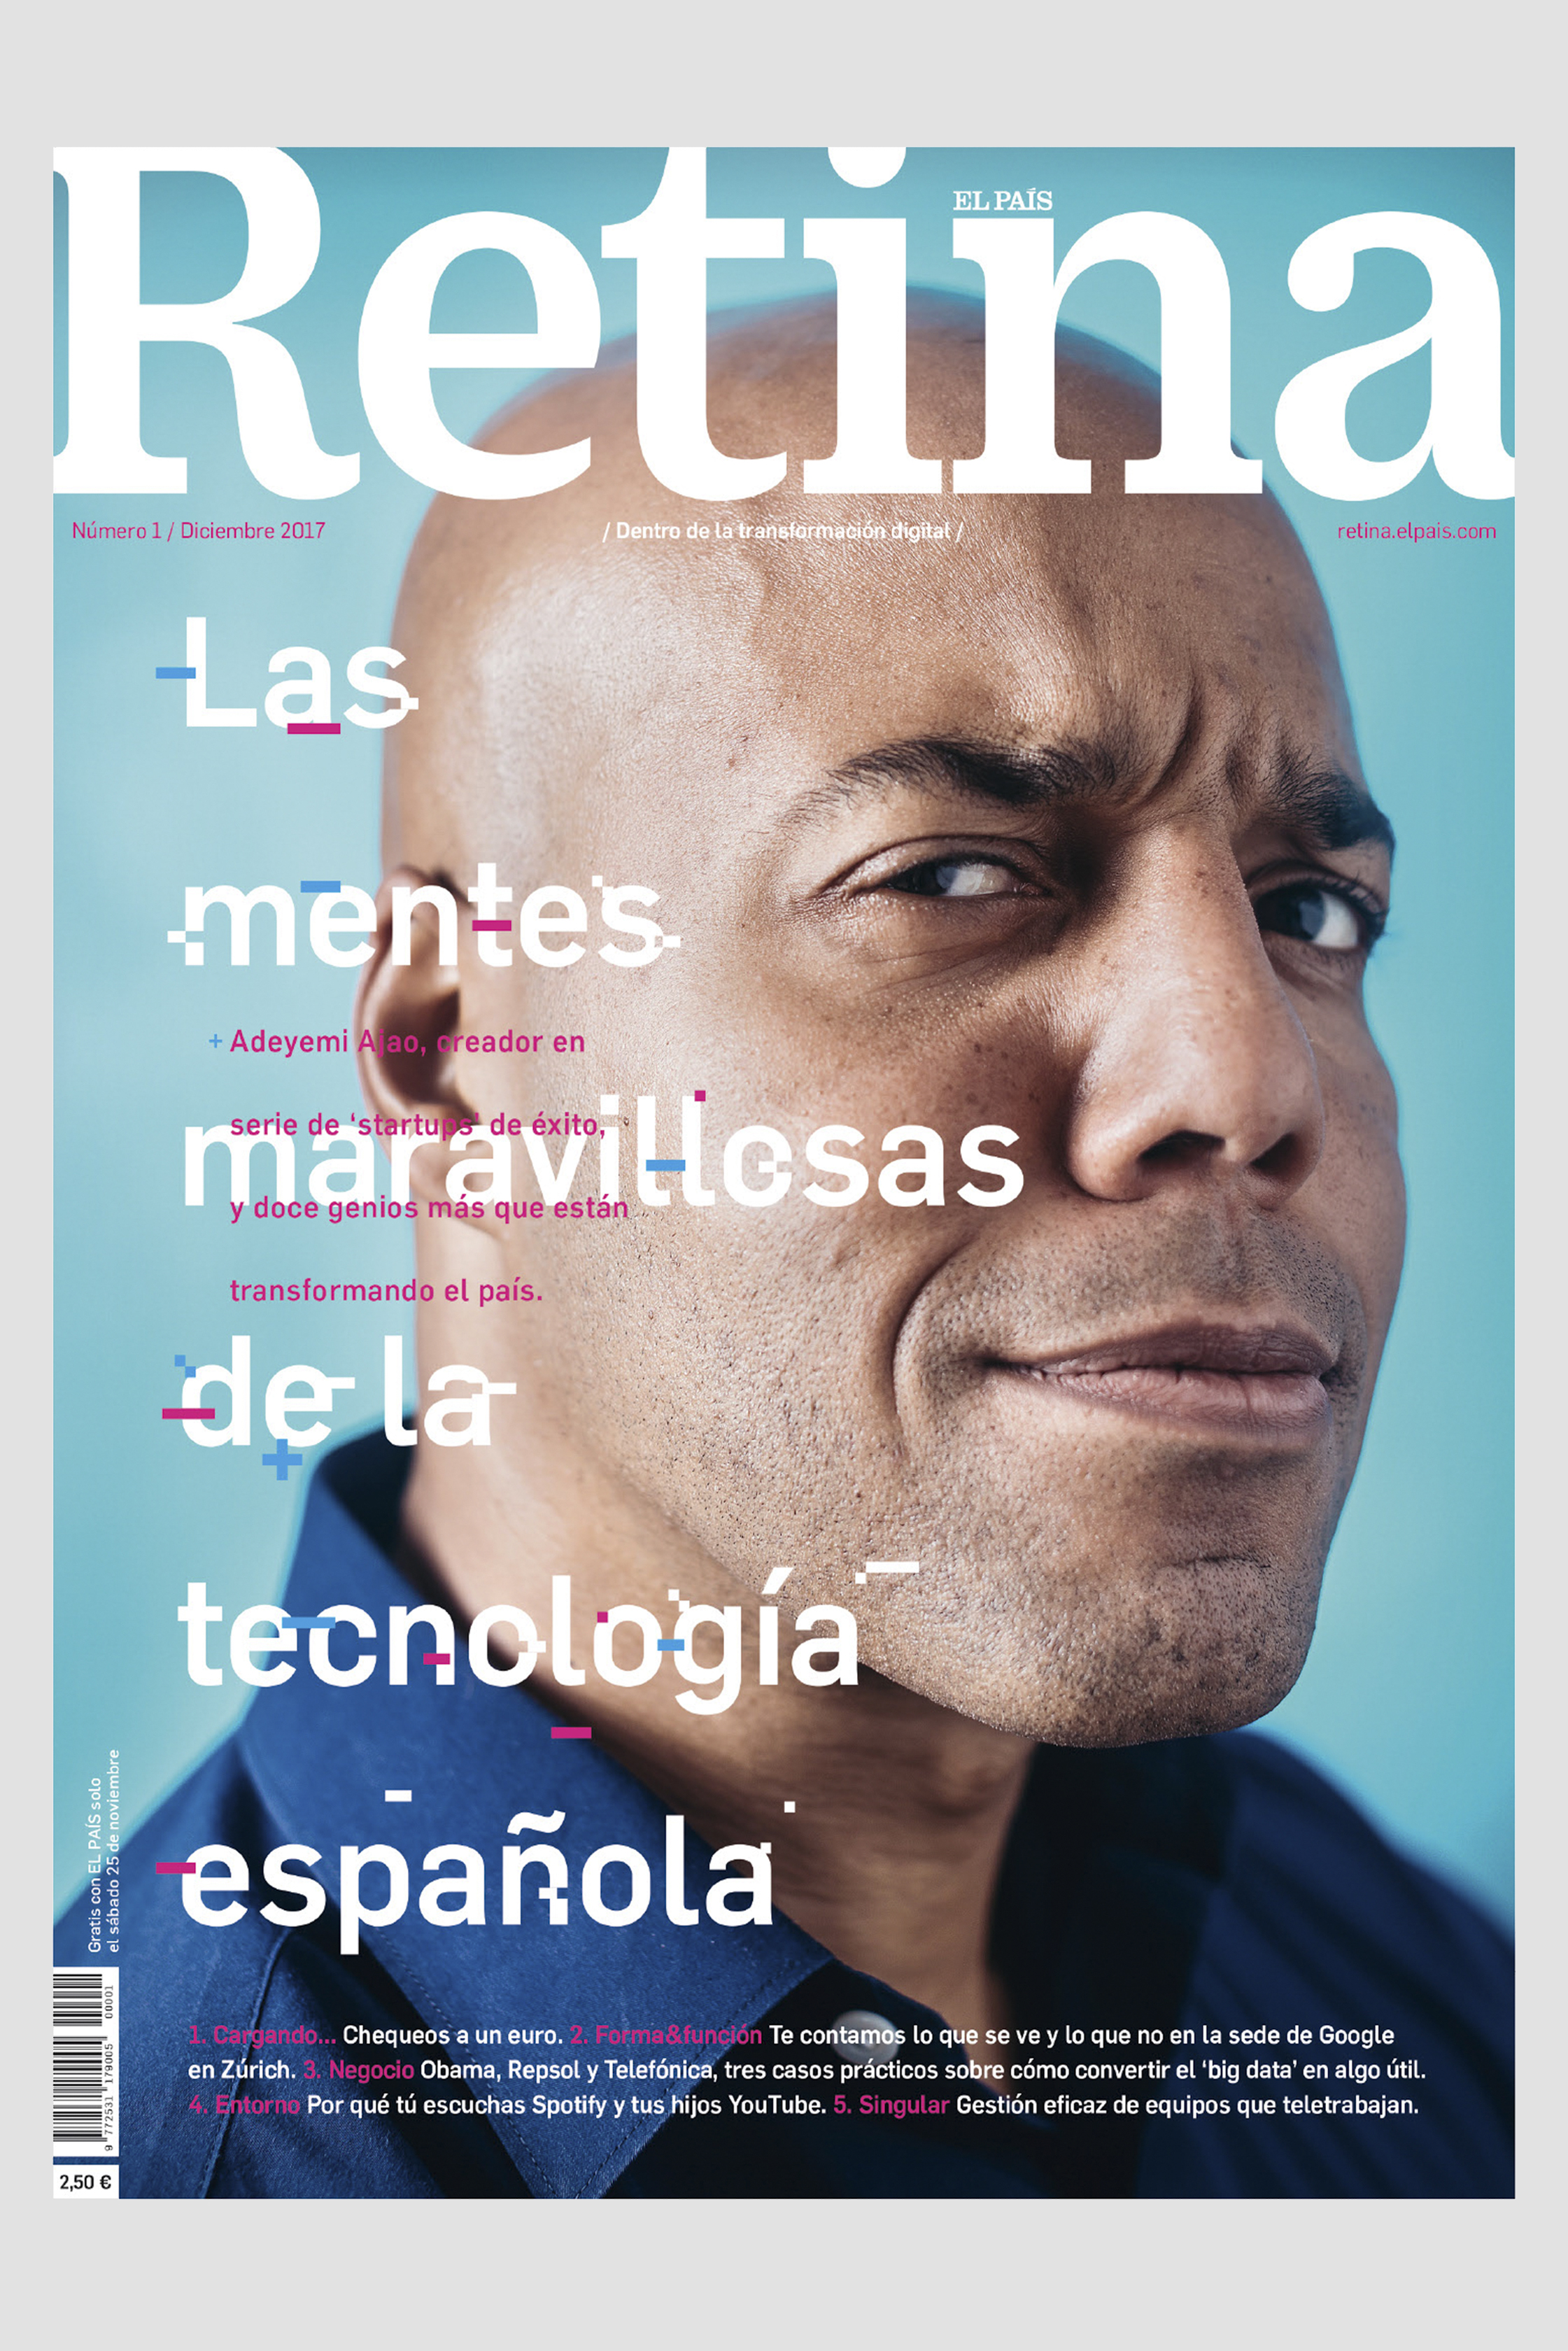 Retina
EL PAÍS
Número 1 / Diciembre 2017
/ Dentro de la transformación digital /
retina.elpais.com
Las
mentes
maravillosas
de la
tecnología
española
+ Adeyemi Ajao, creador en
serie de ‘startups’ de éxito,
y doce genios más que están
transformando el país.
Gratis con EL PAÍS solo
el sábado 25 de noviembre
1. Cargando... Chequeos a un euro. 2. Forma&función Te contamos lo que se ve y lo que no en la sede de Google
en Zúrich. 3. Negocio Obama, Repsol y Telefónica, tres casos prácticos sobre cómo convertir el ‘big data’ en algo útil.
4. Entorno Por qué tú escuchas Spotify y tus hijos YouTube. 5. Singular Gestión eficaz de equipos que teletrabajan.
9 772531 179005
00001
2,50 €